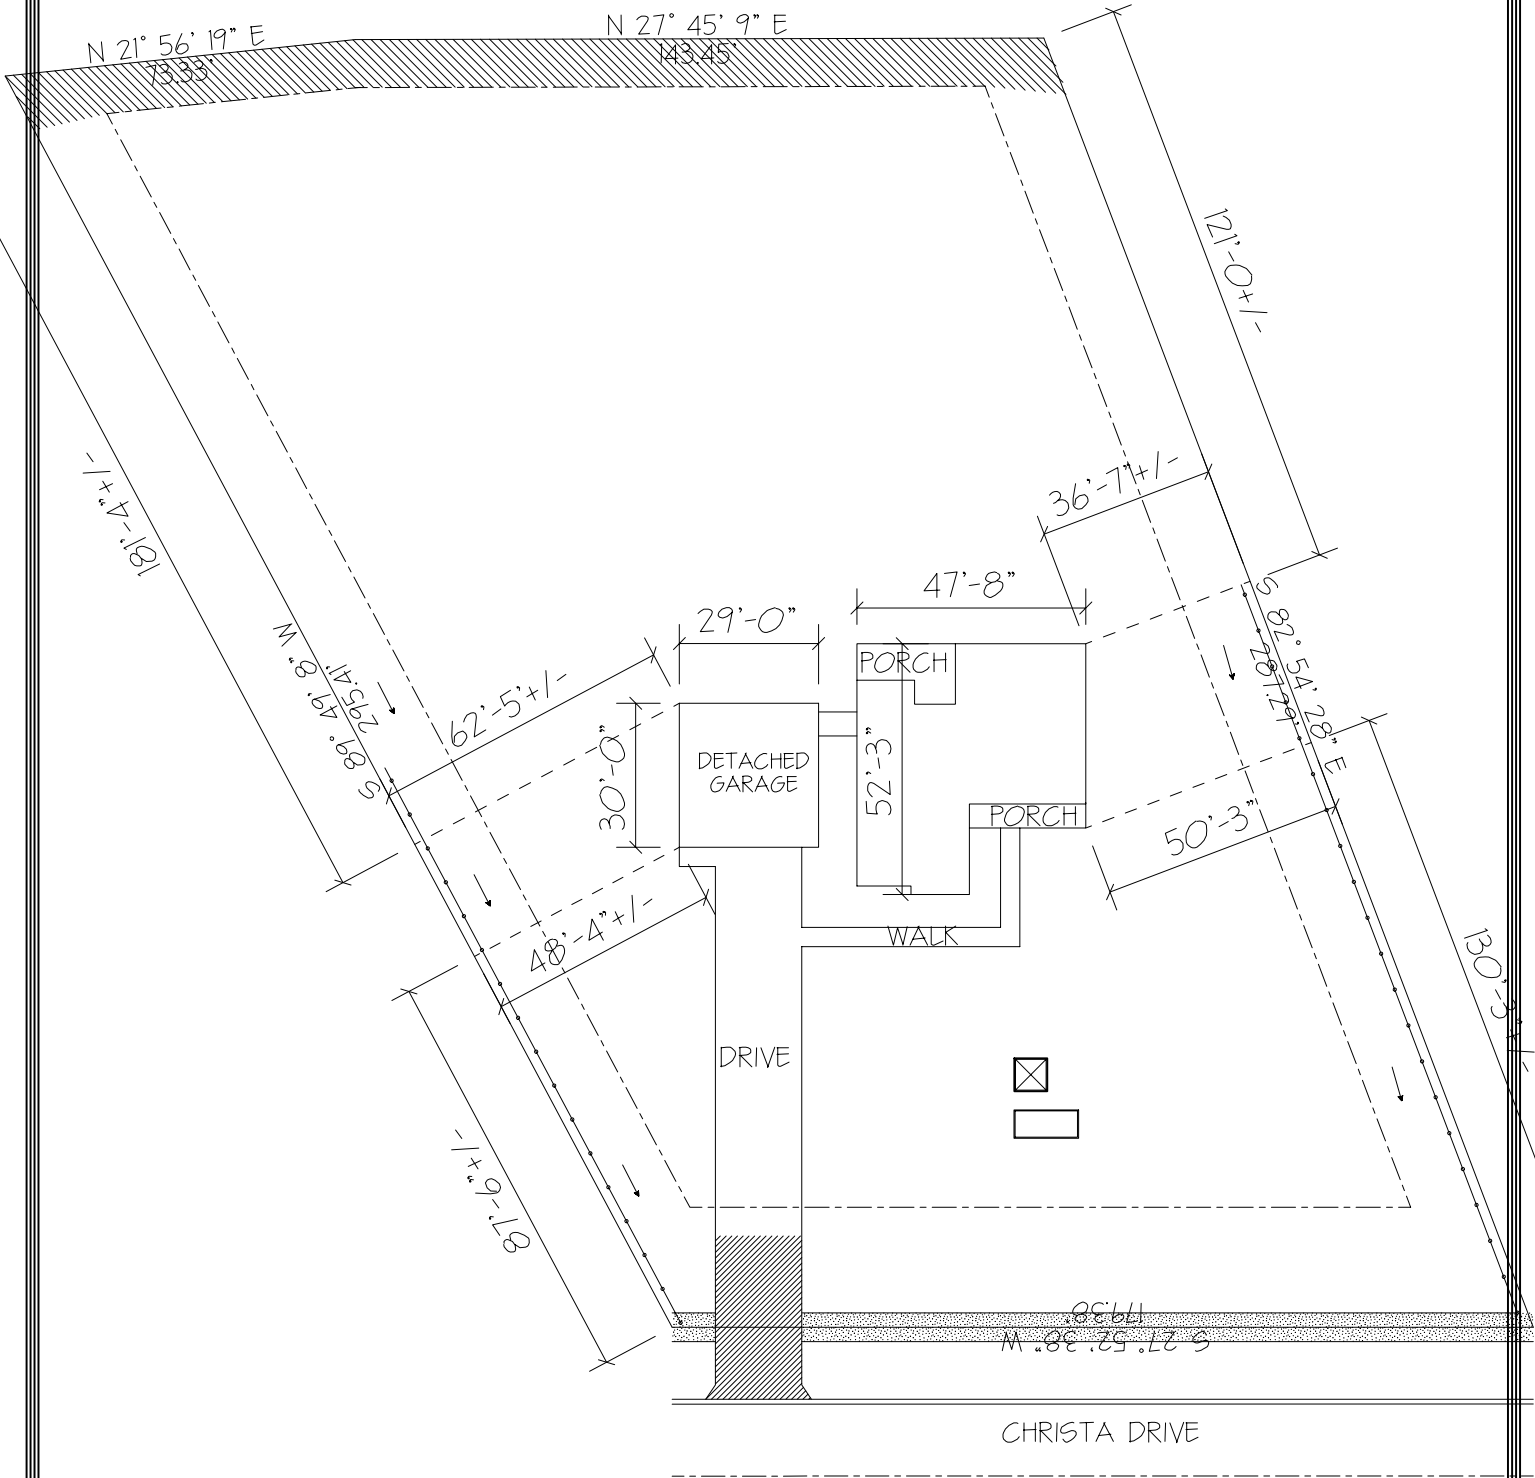 N 21° 56' 19" E
73.33'
N 27° 45' 9" E
143.45'
121'-0+/-
181'-4"+/-
36'-7"+/-
47'-8"
29'-0"
S 82° 54' 28" E
287.29'
S 89° 49' 8" W
295.41'
62'-5'+/-
PORCH
30'-0"
DETACHED
GARAGE
52'-3"
PORCH
50'-3"
48'-4"+/-
WALK
130'-3"+/-
DRIVE
87'-6"+/-
179.38'
S 27° 52' 38" W
CHRISTA DRIVE